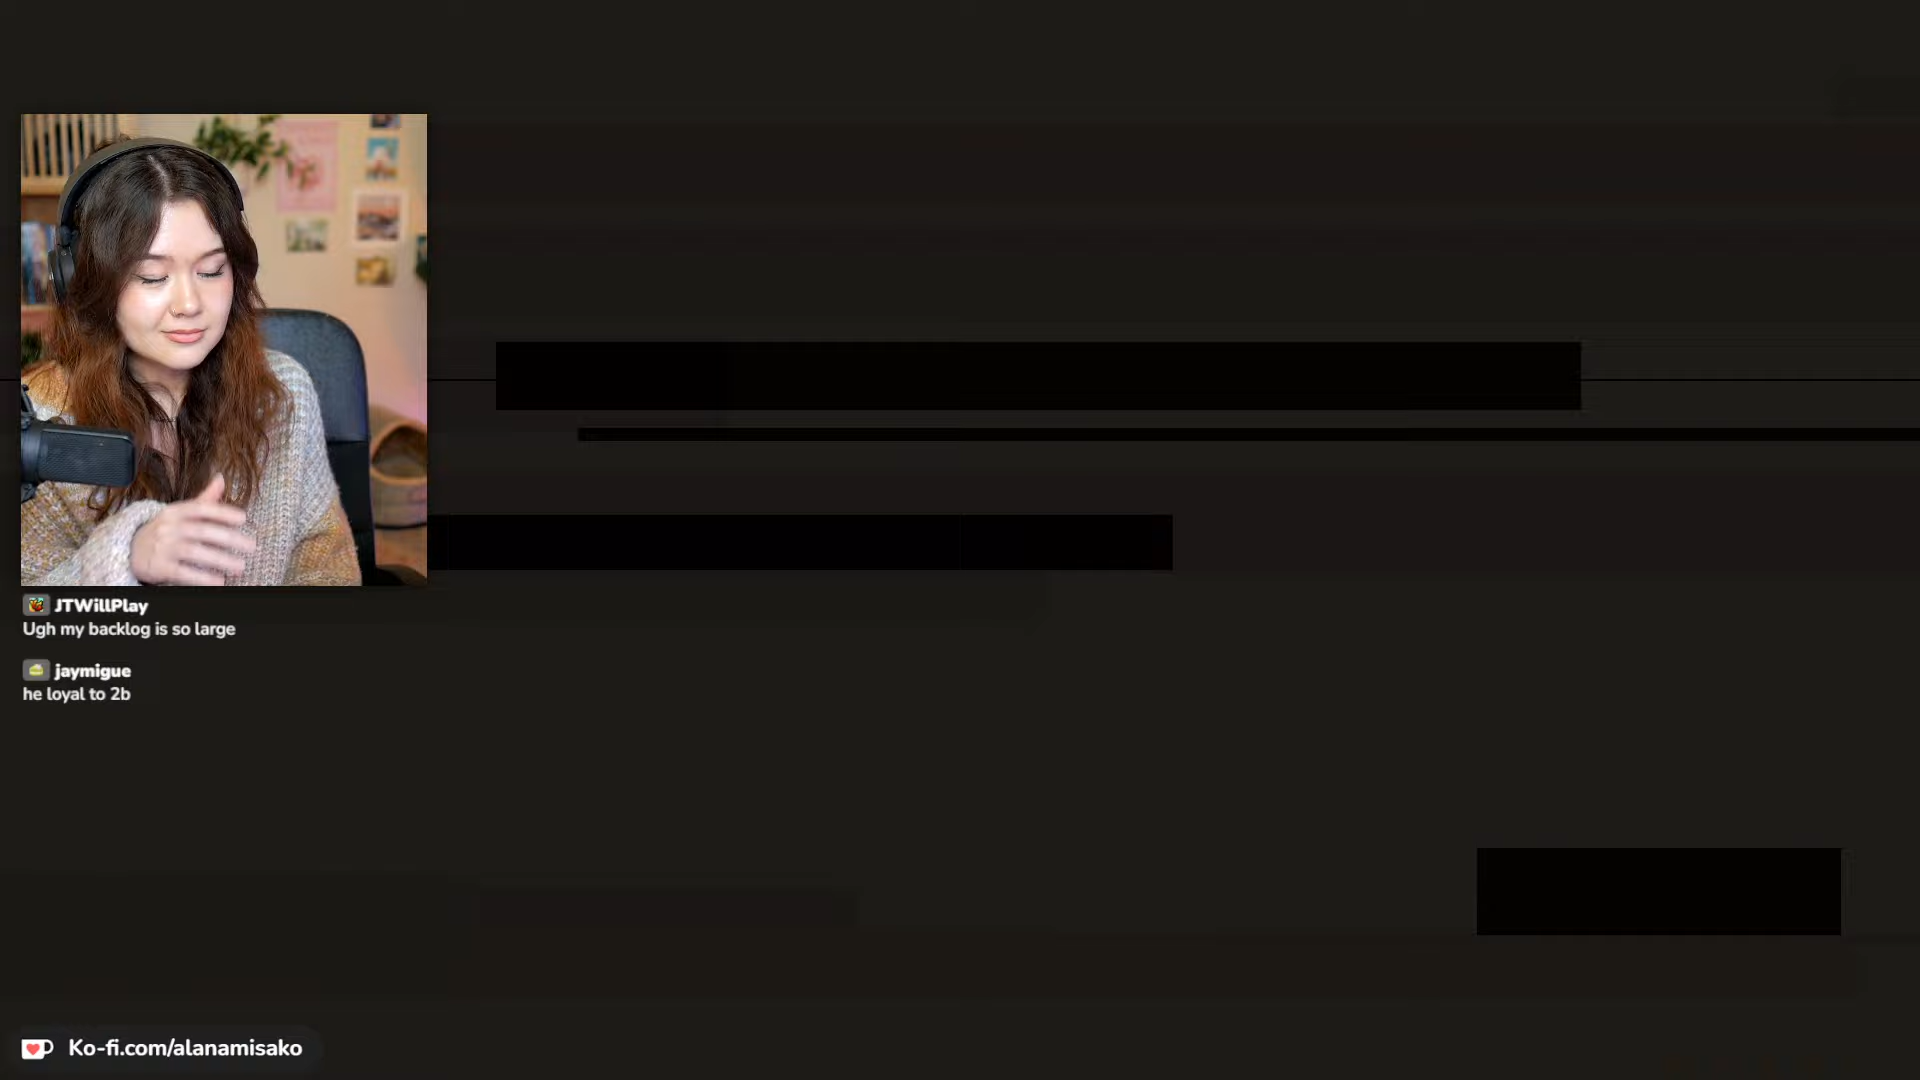 JTWillPlay
Ugh my backlog is so large
jaymigue
he loyal to 2b
Ko-fi.com/alanamisako